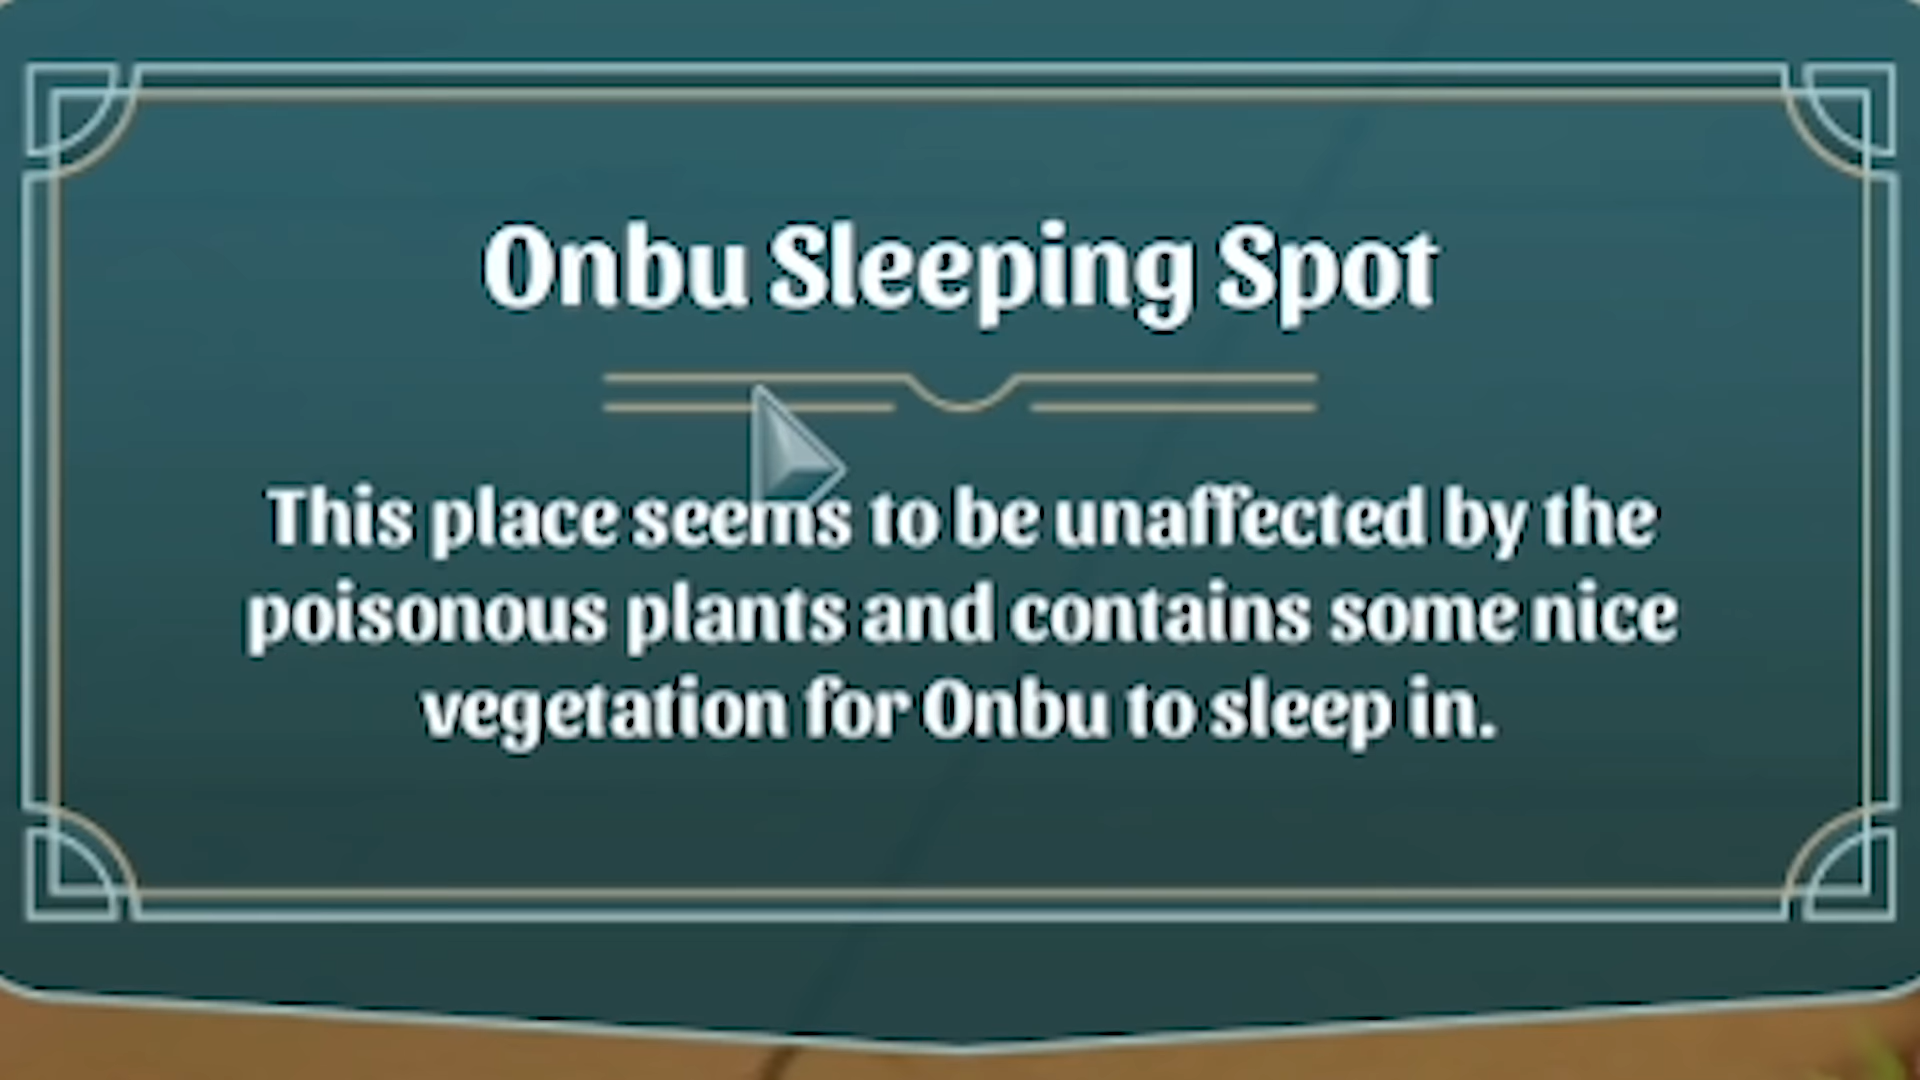 Onbu Sleeping Spot
This place seems to be unaffected by the
poisonous plants and contains some nice
vegetation for Onbu to sleep in.